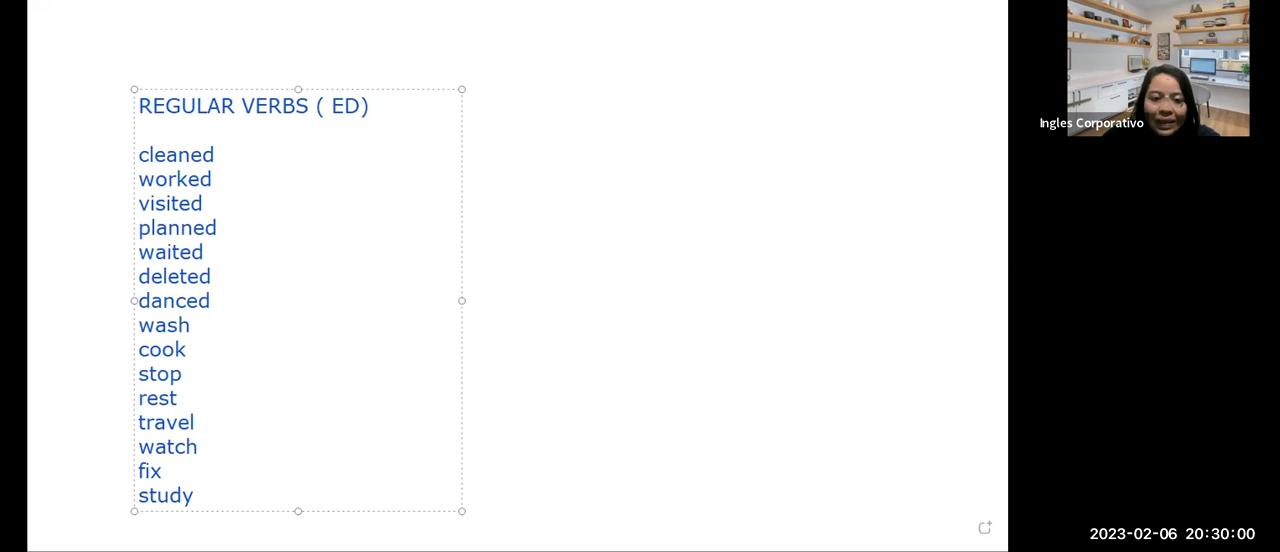 REGULAR VERBS ( ED)
cleaned
worked
visited
planned
waited
deleted
danced
wash
cook
stop
rest
travel
watch
fix
study
Ingles Corporativo
2023-02-06 20:30:00